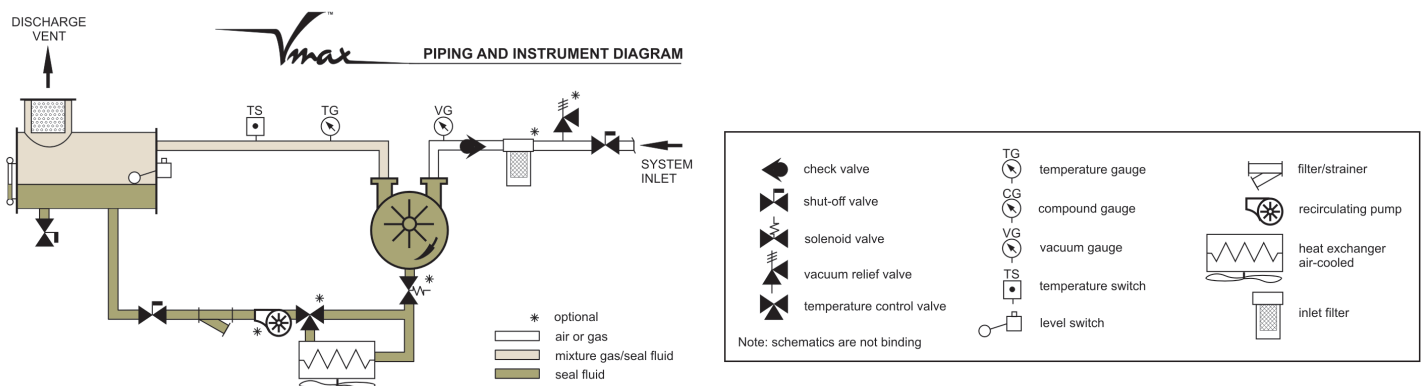 DISCHARGE
VENT
Vmax™
PIPING AND INSTRUMENT DIAGRAM
TS
TG
VG
*
*
SYSTEM
INLET
*
*
*
* optional
air or gas
mixture gas/seal fluid
seal fluid
check valve
shut-off valve
solenoid valve
vacuum relief valve
temperature control valve
Note: schematics are not binding
TG
temperature gauge
CG
compound gauge
VG
vacuum gauge
TS
temperature switch
level switch
filter/strainer
recirculating pump
heat exchanger
air-cooled
inlet filter